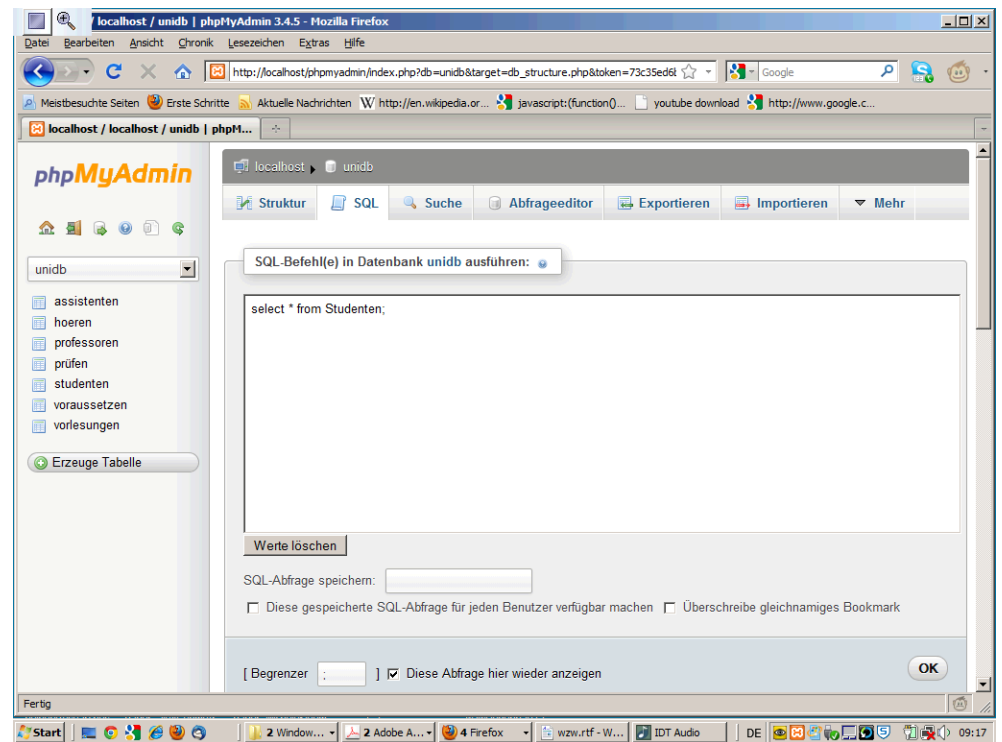 / localhost / unidb | phpMyAdmin 3.4.5 - Mozilla Firefox
Datei Bearbeiten Ansicht Chronik Lesezeichen Extras Hilfe
http://localhost/phpmyadmin/index.php?db=unidb&target=db_structure.php&token=73c35ed6
Google
Meistbesuchte Seiten Erste Schritte Aktuelle Nachrichten http://en.wikipedia.or... javascript:(function()... youtube download http://www.google.c...
localhost / localhost / unidb | phpM...
phpMyAdmin
localhost unidb
Struktur SQL Suche Abfrageeditor Exportieren Importieren Mehr
unidb
assistenten
hoeren
professoren
prüfen
studenten
voraussetzen
vorlesungen
Erzeuge Tabelle
SQL-Befehl(e) in Datenbank unidb ausführen:
select * from Studenten;
Werte löschen
SQL-Abfrage speichern:
Diese gespeicherte SQL-Abfrage für jeden Benutzer verfügbar machen Überschreibe gleichnamiges Bookmark
[ Begrenzer ; ] Diese Abfrage hier wieder anzeigen
OK
Fertig
Start 2 Window... 2 Adobe A... 4 Firefox wzw.rtf - W... IDT Audio DE 09:17